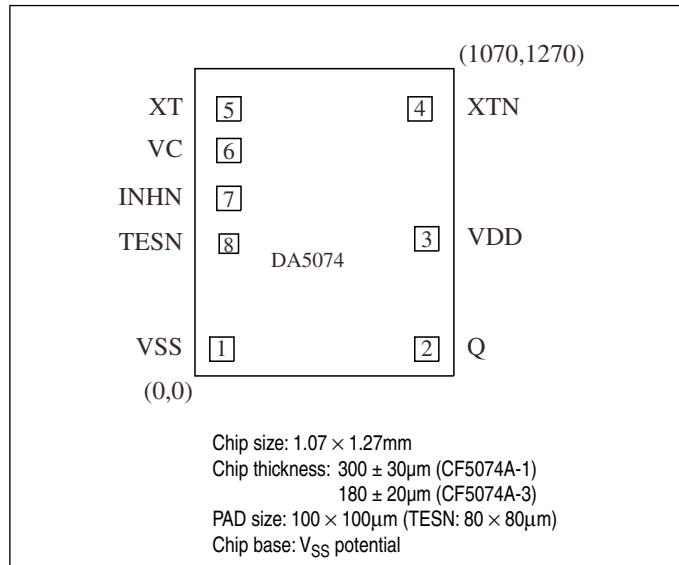 (1070,1270)
XT 5 4 XTN
VC 6
INHN 7
TESN 8 3 VDD
DA5074
VSS 1 2 Q
(0,0)
Chip size: 1.07 × 1.27mm
Chip thickness: 300 ± 30µm (CF5074A-1)
180 ± 20µm (CF5074A-3)
PAD size: 100 × 100µm (TESN: 80 × 80µm)
Chip base: VSS potential